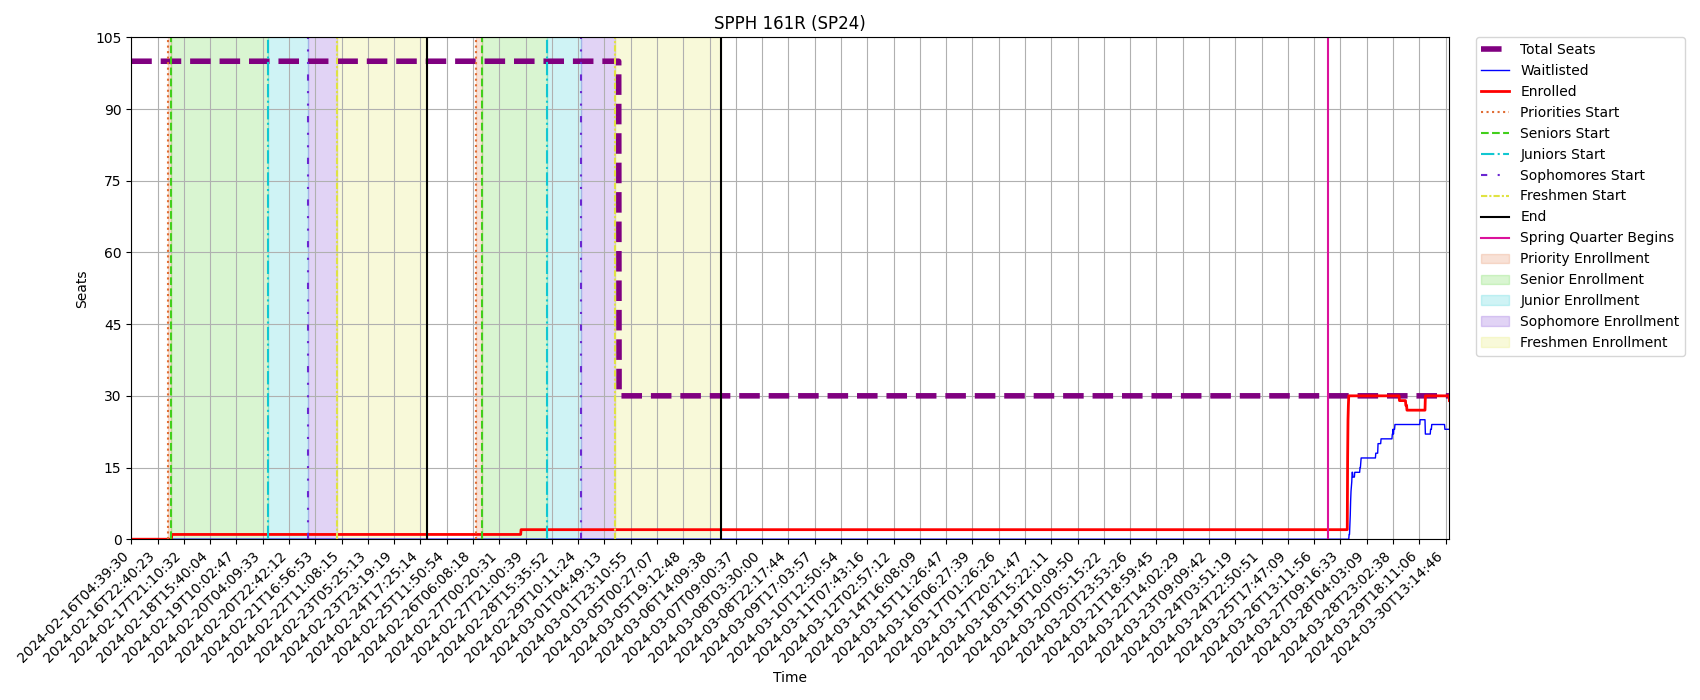 SPPH 161R (SP24)
105
90
75
60
45
30
15
0
Seats
2024-02-16T04:39:30
2024-02-16T22:40:23
2024-02-17T21:10:32
2024-02-18T15:40:04
2024-02-19T10:02:47
2024-02-20T04:09:33
2024-02-20T22:42:12
2024-02-21T16:56:53
2024-02-22T11:08:15
2024-02-23T05:25:13
2024-02-23T23:19:19
2024-02-24T17:25:14
2024-02-25T11:50:54
2024-02-26T06:08:18
2024-02-27T00:20:31
2024-02-27T21:00:39
2024-02-28T15:35:52
2024-02-29T10:11:24
2024-03-01T04:49:13
2024-03-01T23:10:55
2024-03-05T00:27:07
2024-03-05T19:12:48
2024-03-06T14:09:38
2024-03-07T09:00:37
2024-03-08T03:30:00
2024-03-08T22:17:44
2024-03-09T17:03:57
2024-03-10T12:50:54
2024-03-11T07:43:16
2024-03-12T02:57:12
2024-03-14T16:08:09
2024-03-15T11:26:47
2024-03-16T06:27:39
2024-03-17T01:26:26
2024-03-17T20:21:47
2024-03-18T15:22:11
2024-03-19T10:09:50
2024-03-20T05:15:22
2024-03-20T23:53:26
2024-03-21T18:59:45
2024-03-22T14:02:29
2024-03-23T09:09:42
2024-03-24T03:51:19
2024-03-24T22:50:51
2024-03-25T17:47:09
2024-03-26T13:11:56
2024-03-27T09:16:33
2024-03-28T04:03:09
2024-03-28T23:02:38
2024-03-29T18:11:06
2024-03-30T13:14:46
Time
Total Seats
Waitlisted
Enrolled
Priorities Start
Seniors Start
Juniors Start
Sophomores Start
Freshmen Start
End
Spring Quarter Begins
Priority Enrollment
Senior Enrollment
Junior Enrollment
Sophomore Enrollment
Freshmen Enrollment